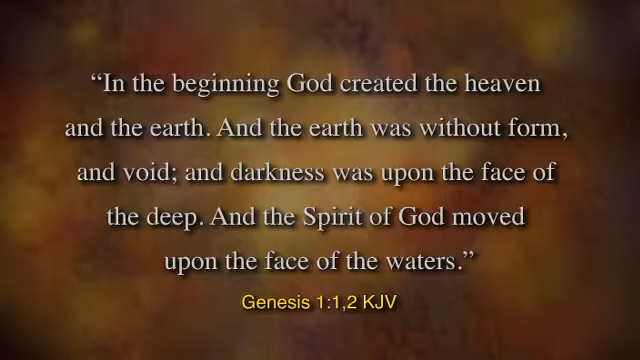 “In the beginning God created the heaven
and the earth. And the earth was without form,
and void; and darkness was upon the face of
the deep. And the Spirit of God moved
upon the face of the waters.”
Genesis 1:1,2 KJV